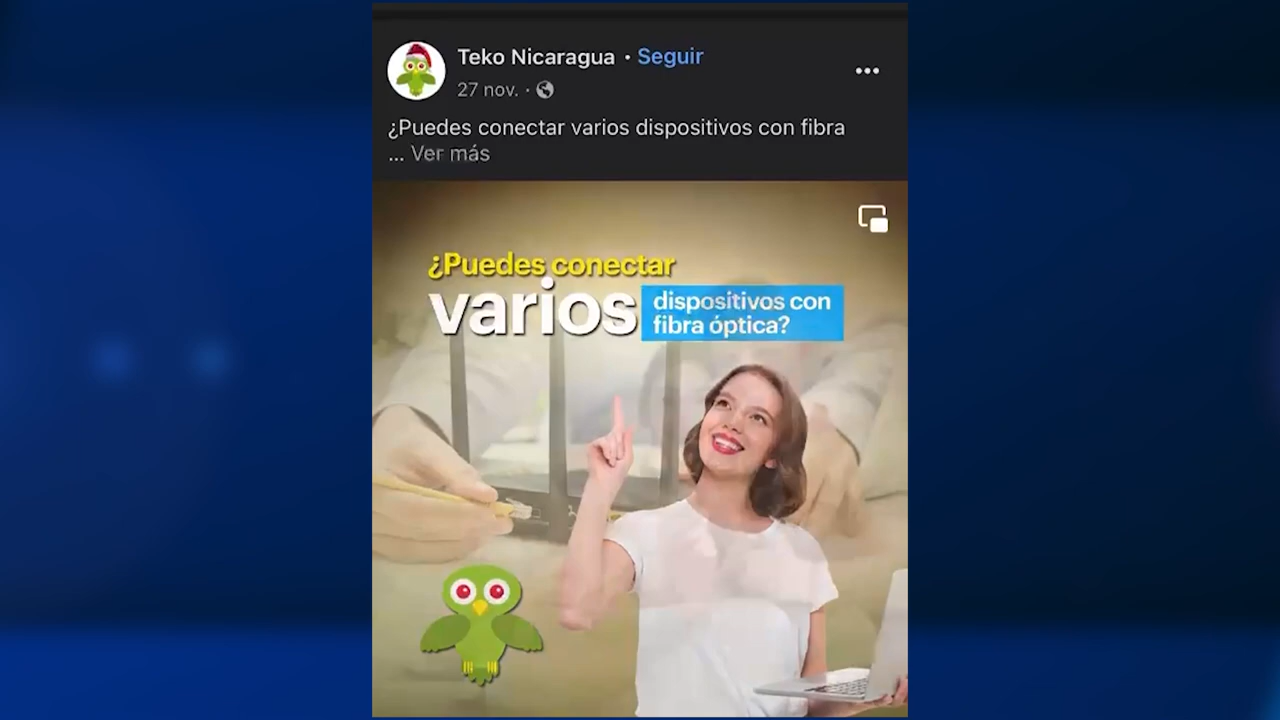 Teko Nicaragua • Seguir
27 nov. ·
¿Puedes conectar varios dispositivos con fibra
... Ver más
¿Puedes conectar
varios
dispositivos con
fibra óptica?